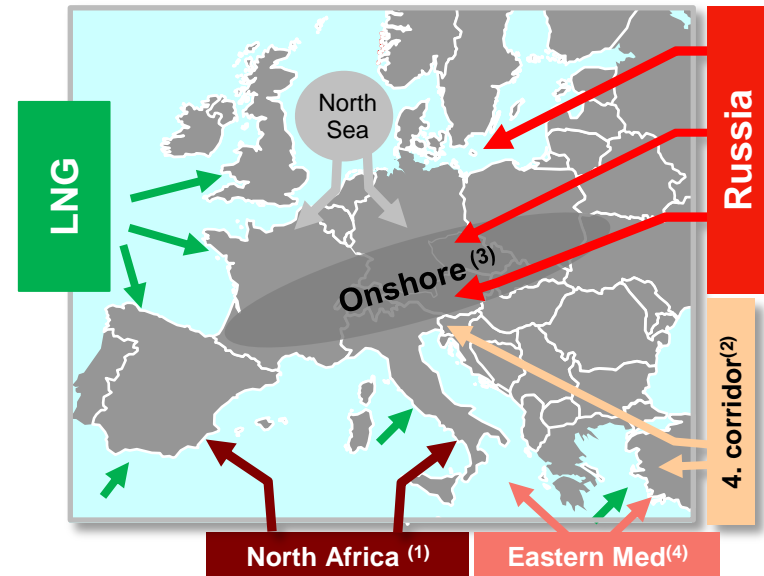 North
Sea
LNG
Russia
Onshore (3)
4. corridor(2)
North Africa (1)
Eastern Med(4)